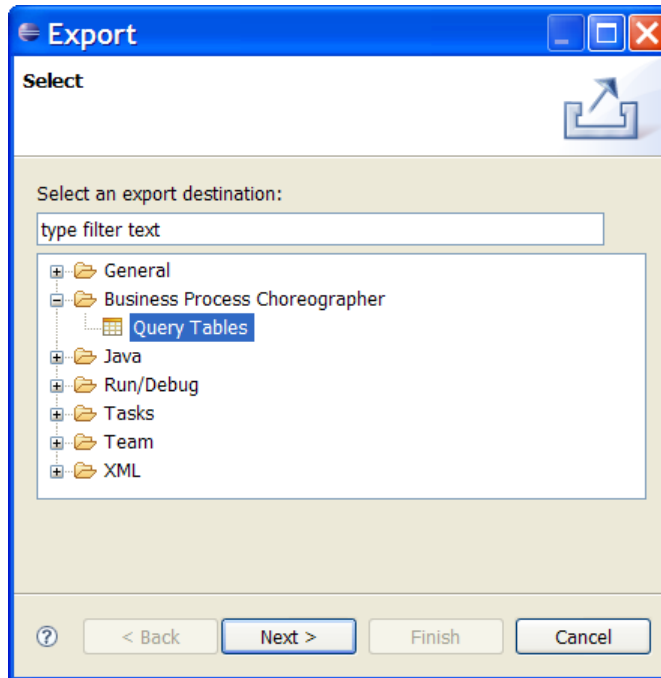 Export
Select
Select an export destination:
type filter text
General
Business Process Choreographer
Query Tables
Java
Run/Debug
Tasks
Team
XML
? < Back Next > Finish Cancel